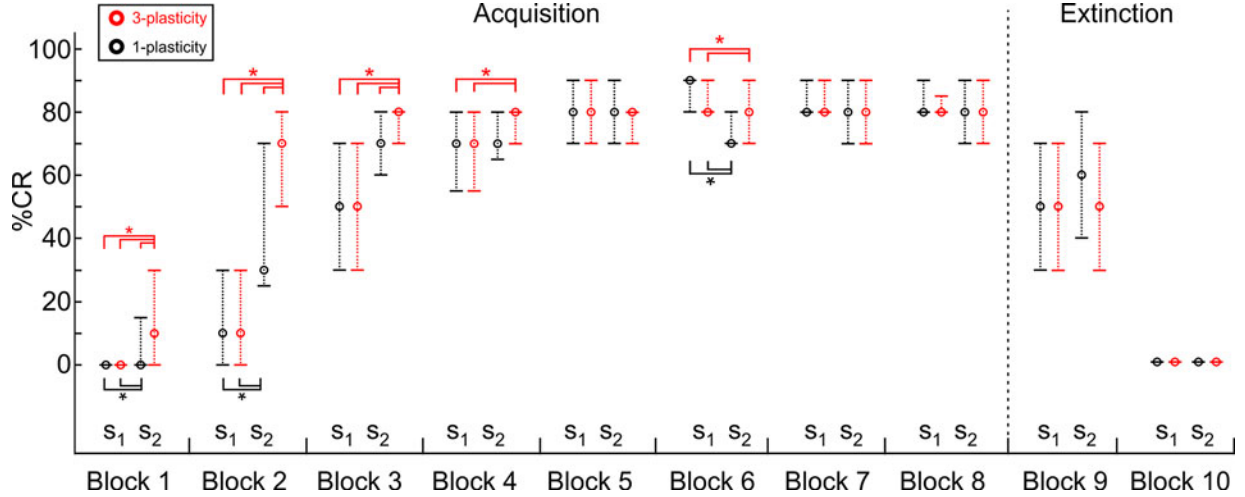 Acquisition
Extinction
3-plasticity
1-plasticity
%CR
100
80
60
40
20
0
*
*
*
*
*
*
*
*
s1 s2
s1 s2
s1 s2
s1 s2
s1 s2
s1 s2
s1 s2
s1 s2
s1 s2
s1 s2
Block 1
Block 2
Block 3
Block 4
Block 5
Block 6
Block 7
Block 8
Block 9
Block 10